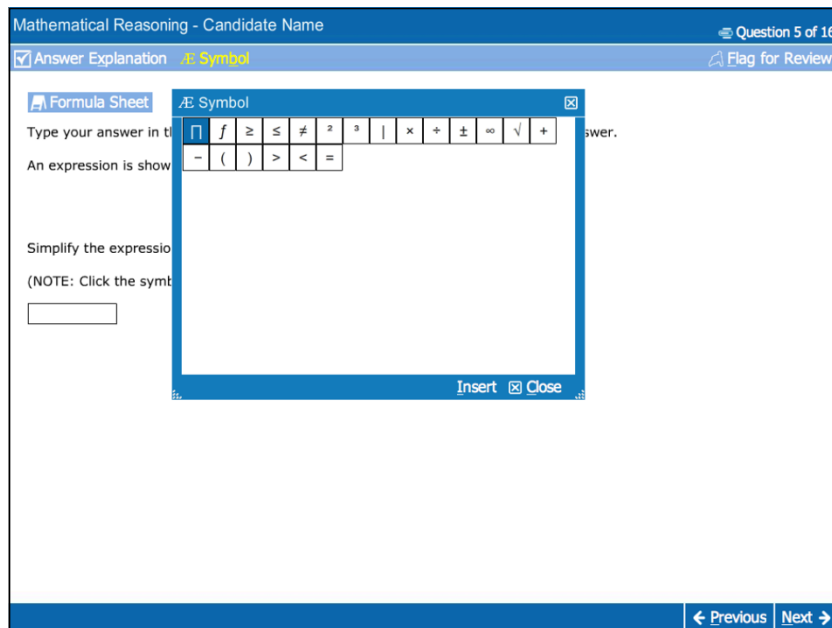 Mathematical Reasoning - Candidate Name
Question 5 of 16
Answer Explanation Æ Symbol Flag for Review
Formula Sheet Æ Symbol
Type your answer in t swer.
∏ ƒ ≥ ≤ ≠ ² ³ | × ÷ ± ∞ √ +
An expression is show
− ( ) > < =
Simplify the expressio
(NOTE: Click the symb
Insert Close
Previous Next